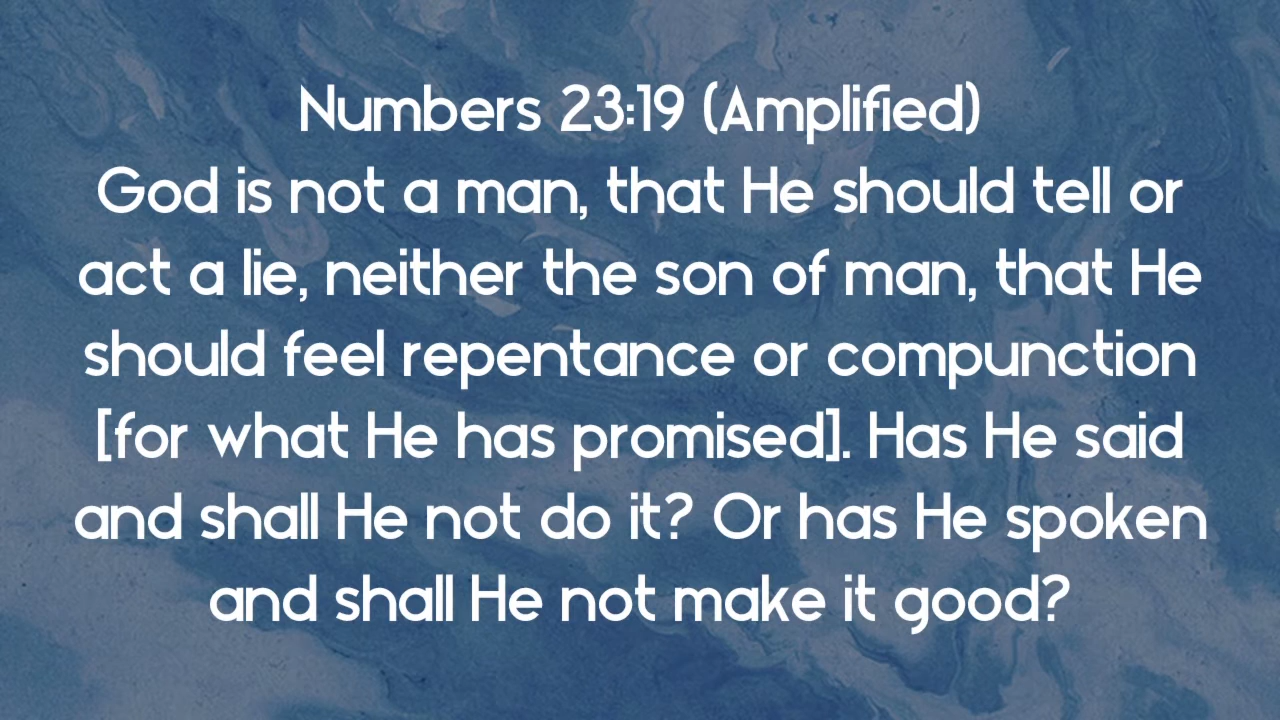 Numbers 23:19 (Amplified)
God is not a man, that He should tell or
act a lie, neither the son of man, that He
should feel repentance or compunction
[for what He has promised]. Has He said
and shall He not do it? Or has He spoken
and shall He not make it good?